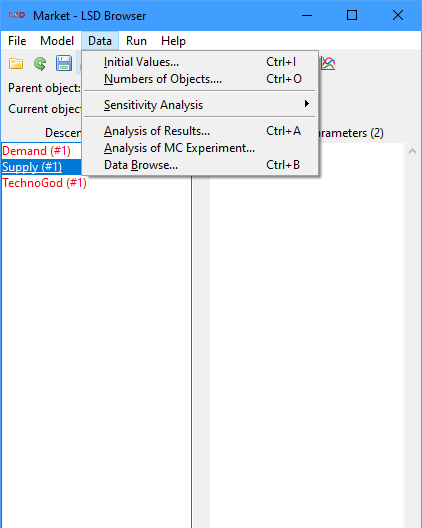 LSD Market - LSD Browser
File Model Data Run Help
Initial Values... Ctrl+I
Numbers of Objects.... Ctrl+O
Parent object:
Sensitivity Analysis
Current objec
Descen
Analysis of Results... Ctrl+A
arameters (2)
Demand (#1)
Analysis of MC Experiment...
Supply (#1)
Data Browse... Ctrl+B
TechnoGod (#1)